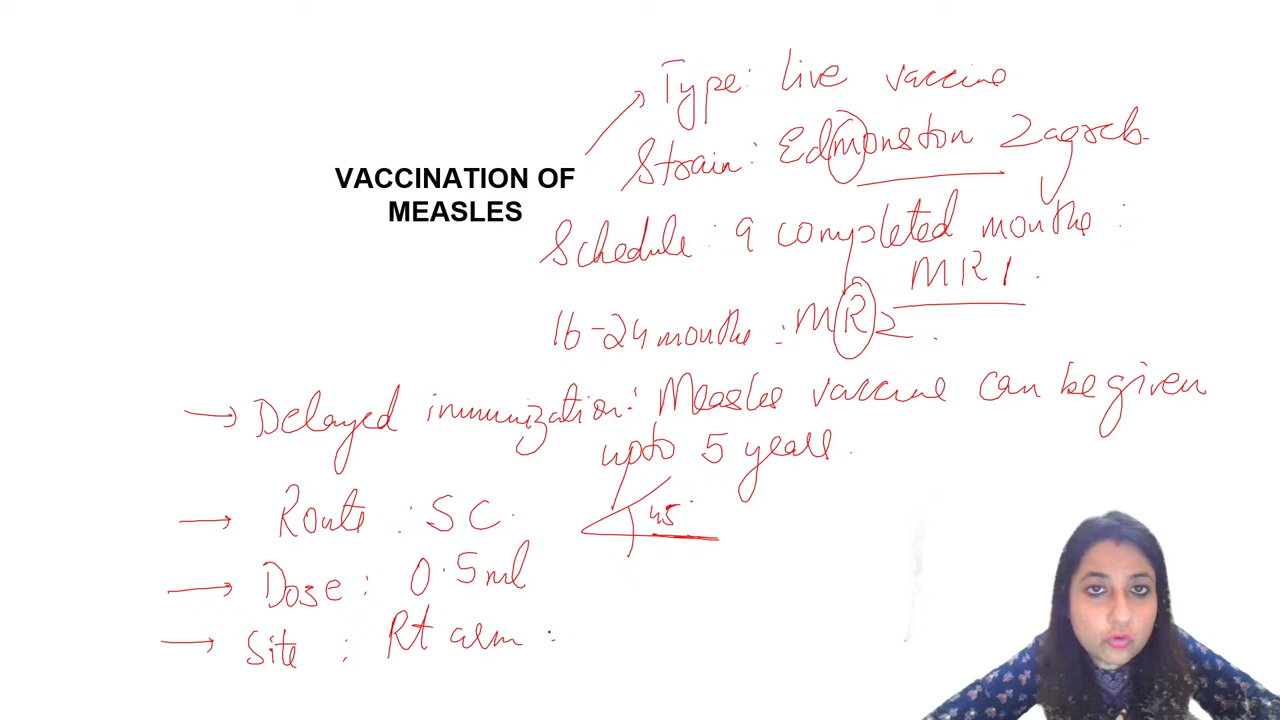 Type: Live vaccine
Strain: Edmonston Zagreb
VACCINATION OF
MEASLES
Schedule: 9 completed months:
MR1.
16-24 months: MR2.
→ Delayed immunization: Measles vaccine can be given
upto 5 years.
→ Route: SC. 45°
→ Dose: 0.5ml
→ Site: Rt arm: